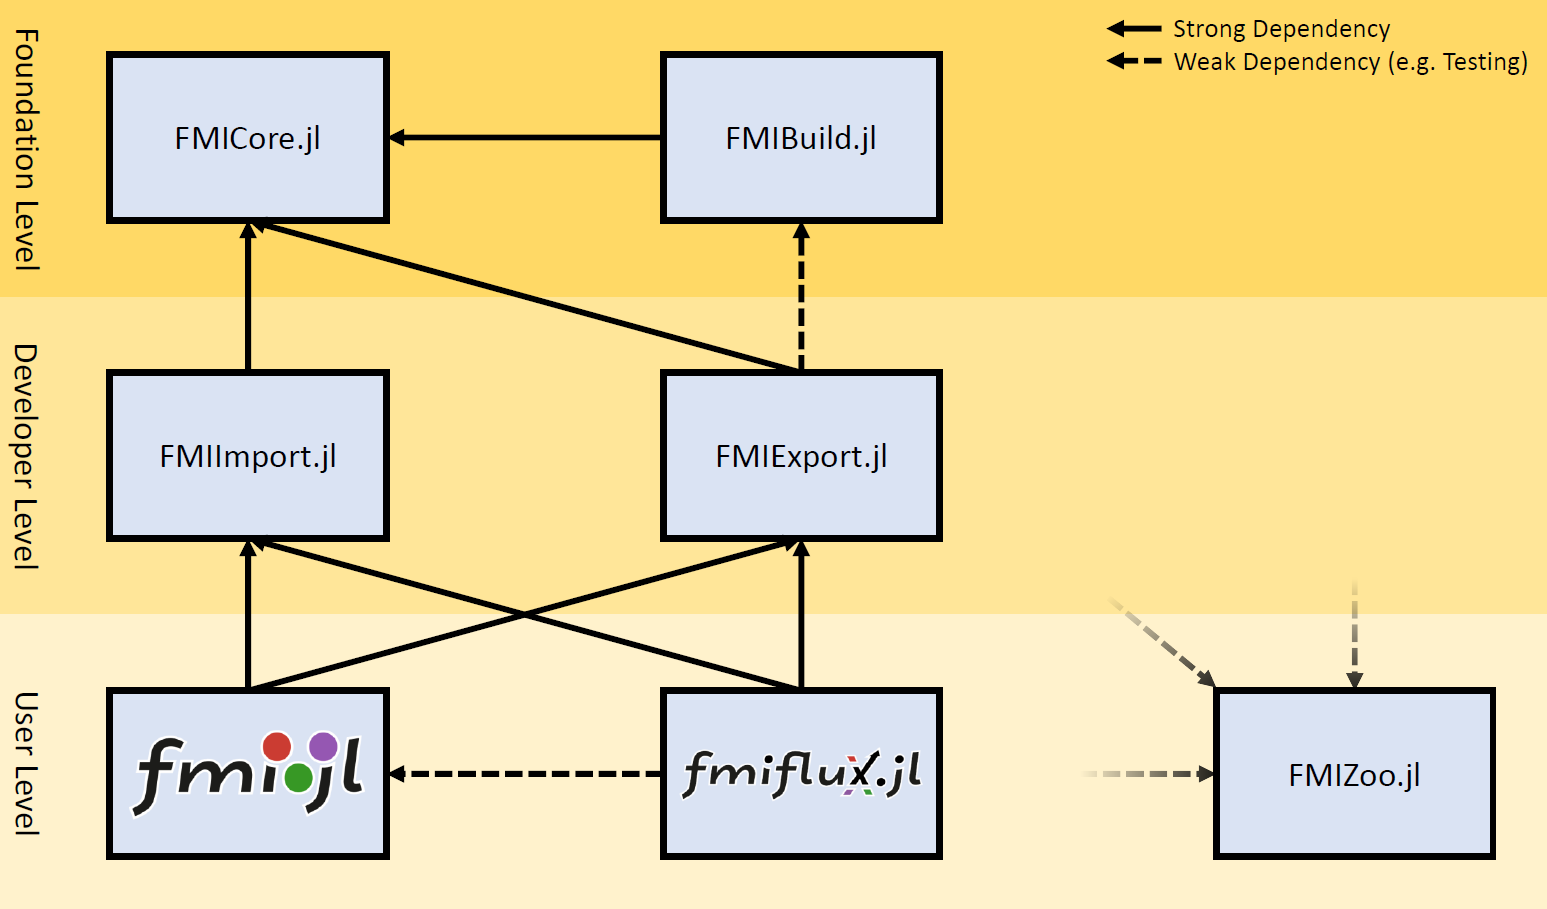 Foundation Level
Strong Dependency
Weak Dependency (e.g. Testing)
FMICore.jl
FMIBuild.jl
Developer Level
FMIImport.jl
FMIExport.jl
User Level
fmi.jl
fmiflux.jl
FMIZoo.jl